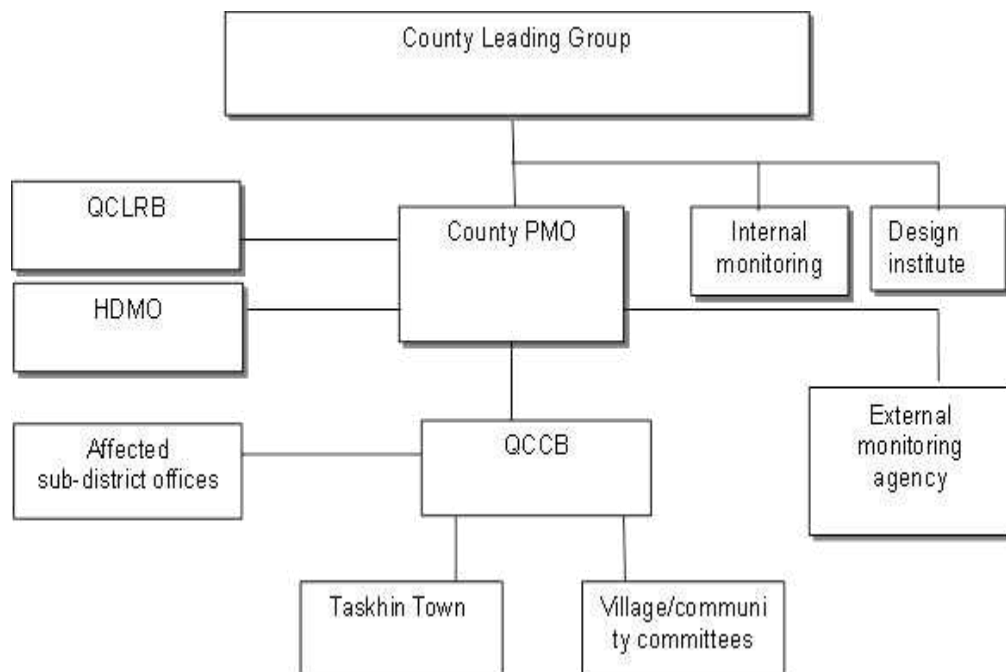 County Leading Group
QCLRB
County PMO
Internal
monitoring
Design
institute
HDMO
External
monitoring
agency
Affected
sub-district offices
QCCB
Taskhin Town
Village/communi
ty committees